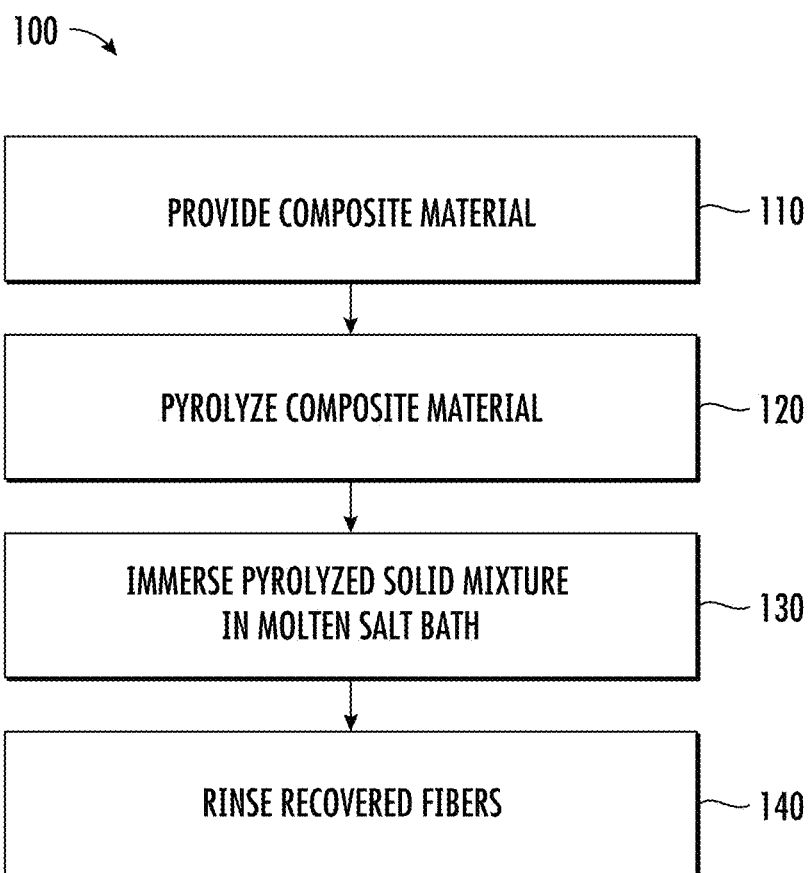 100
PROVIDE COMPOSITE MATERIAL
110
PYROLYZE COMPOSITE MATERIAL
120
IMMERSE PYROLYZED SOLID MIXTURE
IN MOLTEN SALT BATH
130
RINSE RECOVERED FIBERS
140